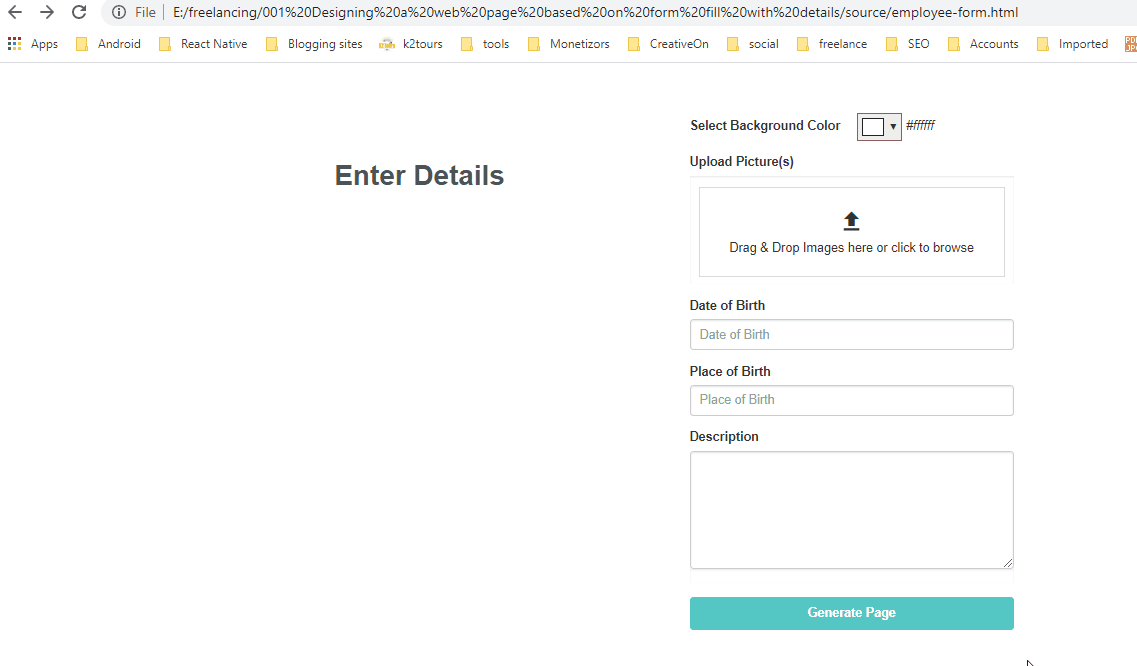 File E:/freelancing/001%20Designing%20a%20web%20page%20based%20on%20form%20fill%20with%20details/source/employee-form.html
Apps Android React Native Blogging sites k2tours tools Monetizors CreativeOn social freelance SEO Accounts Imported
Select Background Color #ffffff
Upload Picture(s)
Enter Details
Drag & Drop Images here or click to browse
Date of Birth
Date of Birth
Place of Birth
Place of Birth
Description
Generate Page